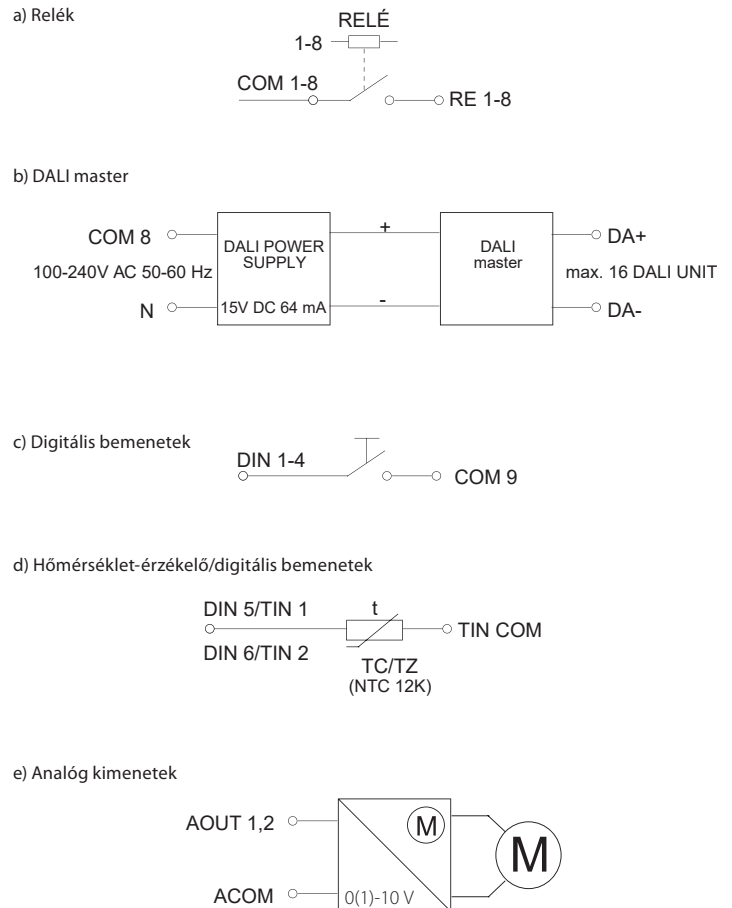 a) Relék
RELÉ
1-8
COM 1-8
RE 1-8
b) DALI master
COM 8
100-240V AC 50-60 Hz
N
DALI POWER
SUPPLY
15V DC 64 mA
+
-
DALI
master
DA+
max. 16 DALI UNIT
DA-
c) Digitális bemenetek
DIN 1-4
COM 9
d) Hőmérséklet-érzékelő/digitális bemenetek
DIN 5/TIN 1
DIN 6/TIN 2
t
TC/TZ
(NTC 12K)
TIN COM
e) Analóg kimenetek
AOUT 1,2
ACOM
M
0(1)-10 V
M